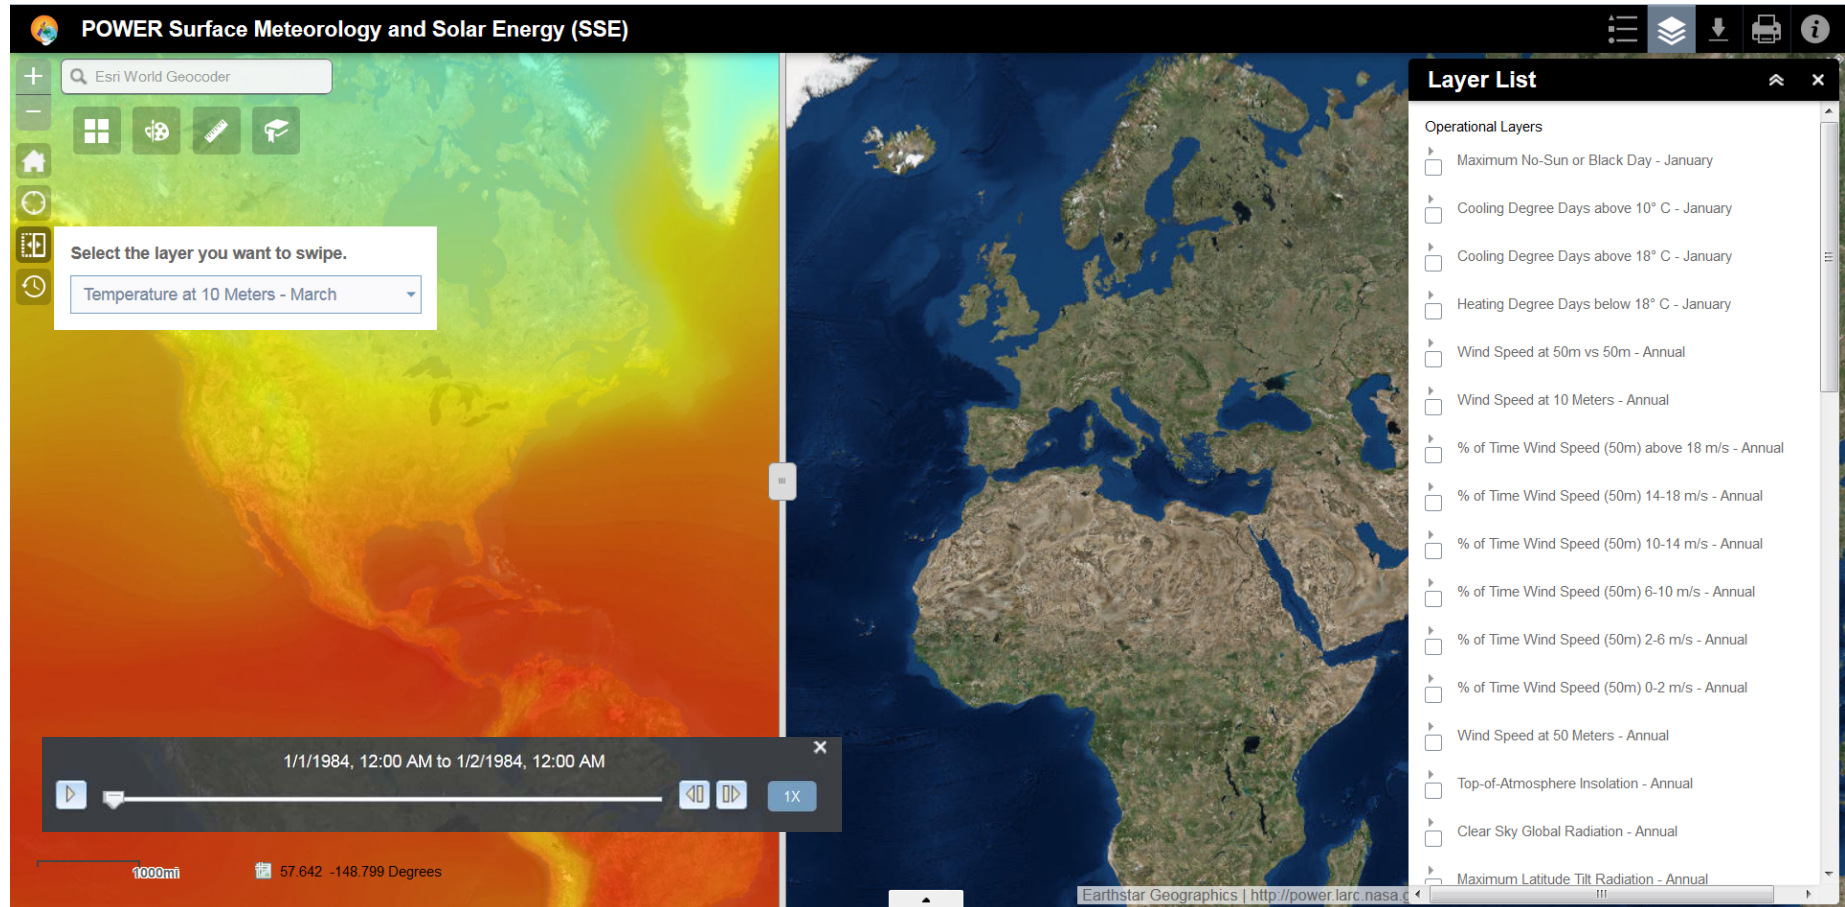 POWER Surface Meteorology and Solar Energy (SSE)
Esri World Geocoder
Select the layer you want to swipe.
Temperature at 10 Meters - March
1/1/1984, 12:00 AM to 1/2/1984, 12:00 AM
1X
1000mi
57.642 -148.799 Degrees
Earthstar Geographics | http://power.larc.nasa.g
Layer List
Operational Layers
Maximum No-Sun or Black Day - January
Cooling Degree Days above 10° C - January
Cooling Degree Days above 18° C - January
Heating Degree Days below 18° C - January
Wind Speed at 50m vs 50m - Annual
Wind Speed at 10 Meters - Annual
% of Time Wind Speed (50m) above 18 m/s - Annual
% of Time Wind Speed (50m) 14-18 m/s - Annual
% of Time Wind Speed (50m) 10-14 m/s - Annual
% of Time Wind Speed (50m) 6-10 m/s - Annual
% of Time Wind Speed (50m) 2-6 m/s - Annual
% of Time Wind Speed (50m) 0-2 m/s - Annual
Wind Speed at 50 Meters - Annual
Top-of-Atmosphere Insolation - Annual
Clear Sky Global Radiation - Annual
Maximum Latitude Tilt Radiation - Annual